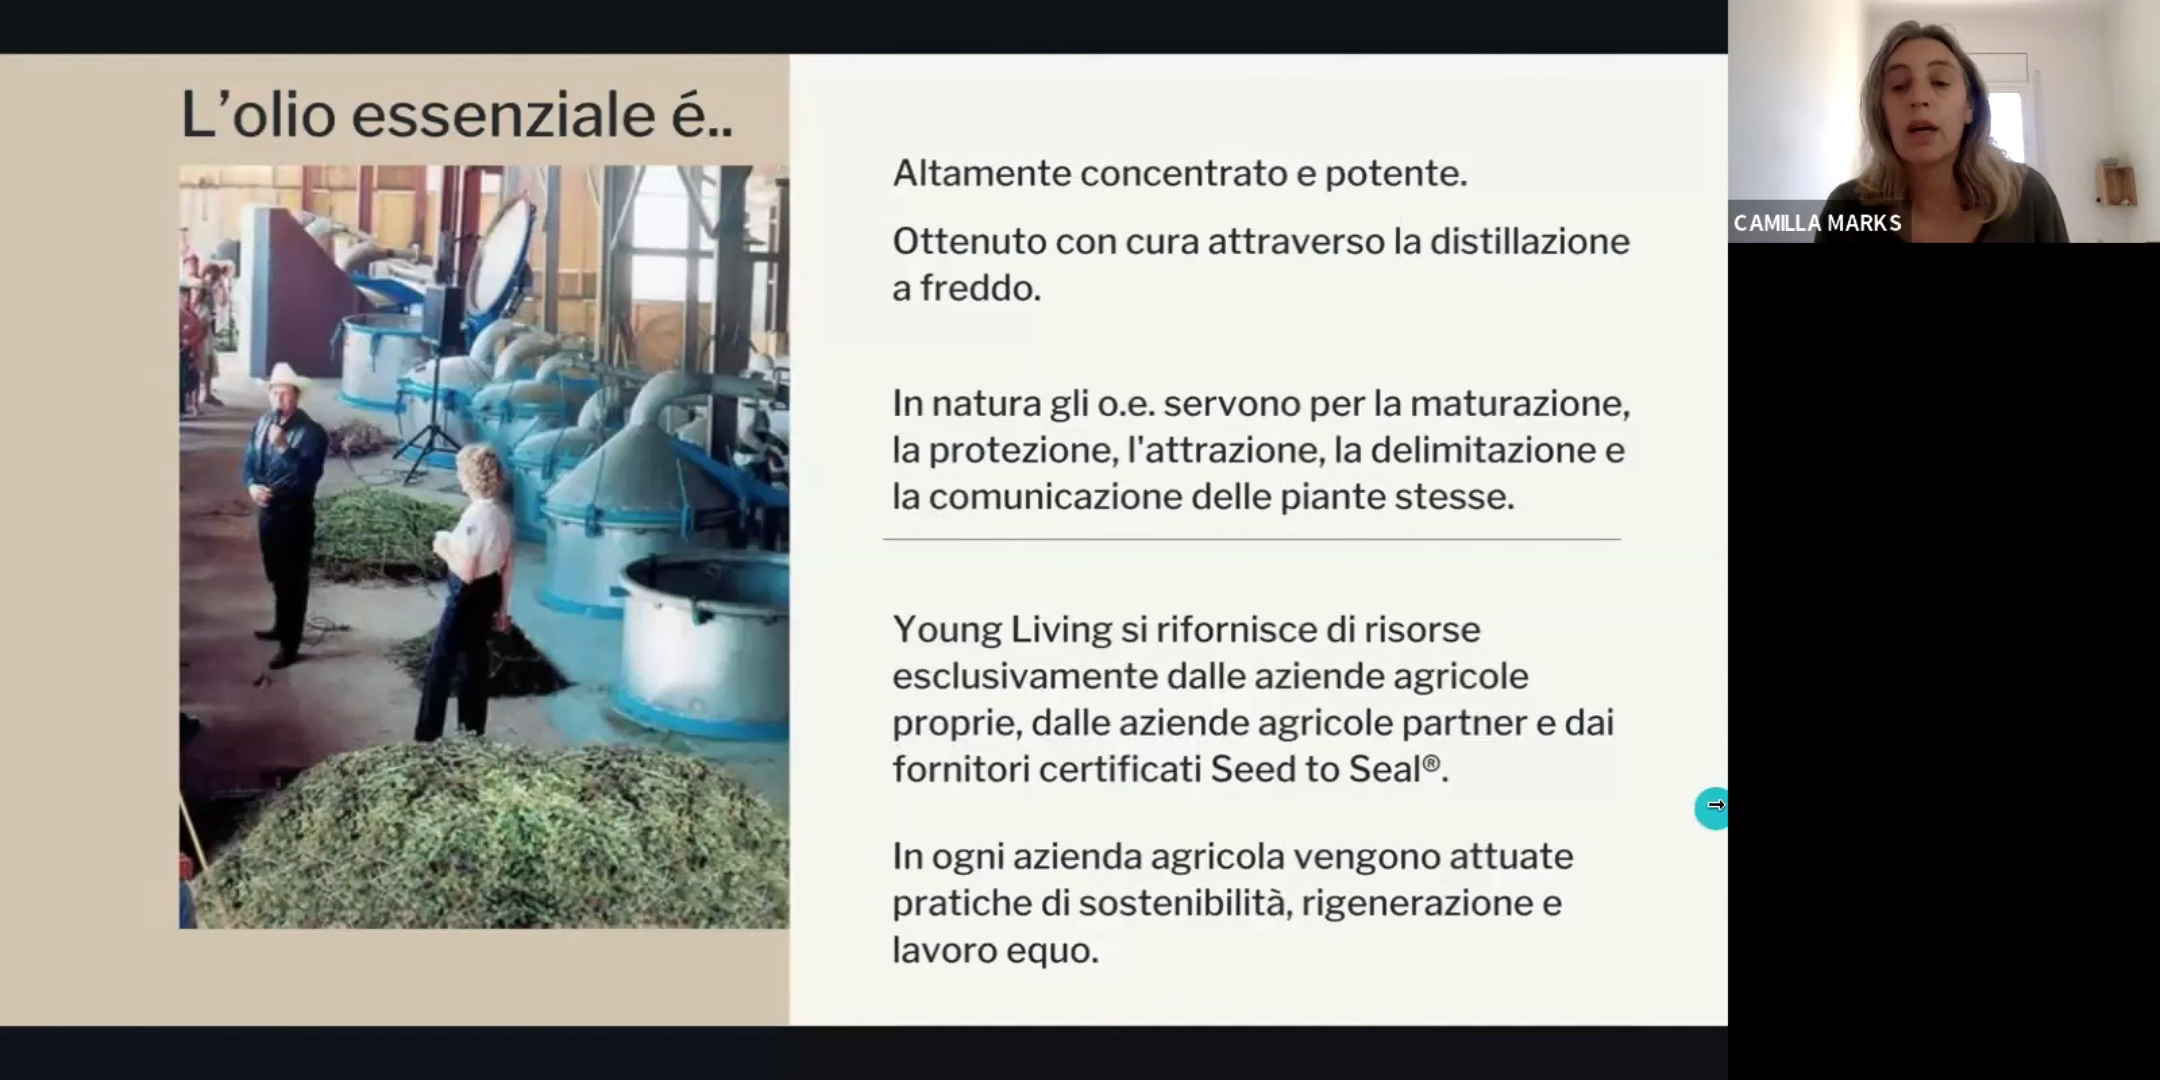 L’olio essenziale é..
Altamente concentrato e potente.
Ottenuto con cura attraverso la distillazione
a freddo.
In natura gli o.e. servono per la maturazione,
la protezione, l'attrazione, la delimitazione e
la comunicazione delle piante stesse.
Young Living si rifornisce di risorse
esclusivamente dalle aziende agricole
proprie, dalle aziende agricole partner e dai
fornitori certificati Seed to Seal®.
In ogni azienda agricola vengono attuate
pratiche di sostenibilità, rigenerazione e
lavoro equo.
CAMILLA MARKS